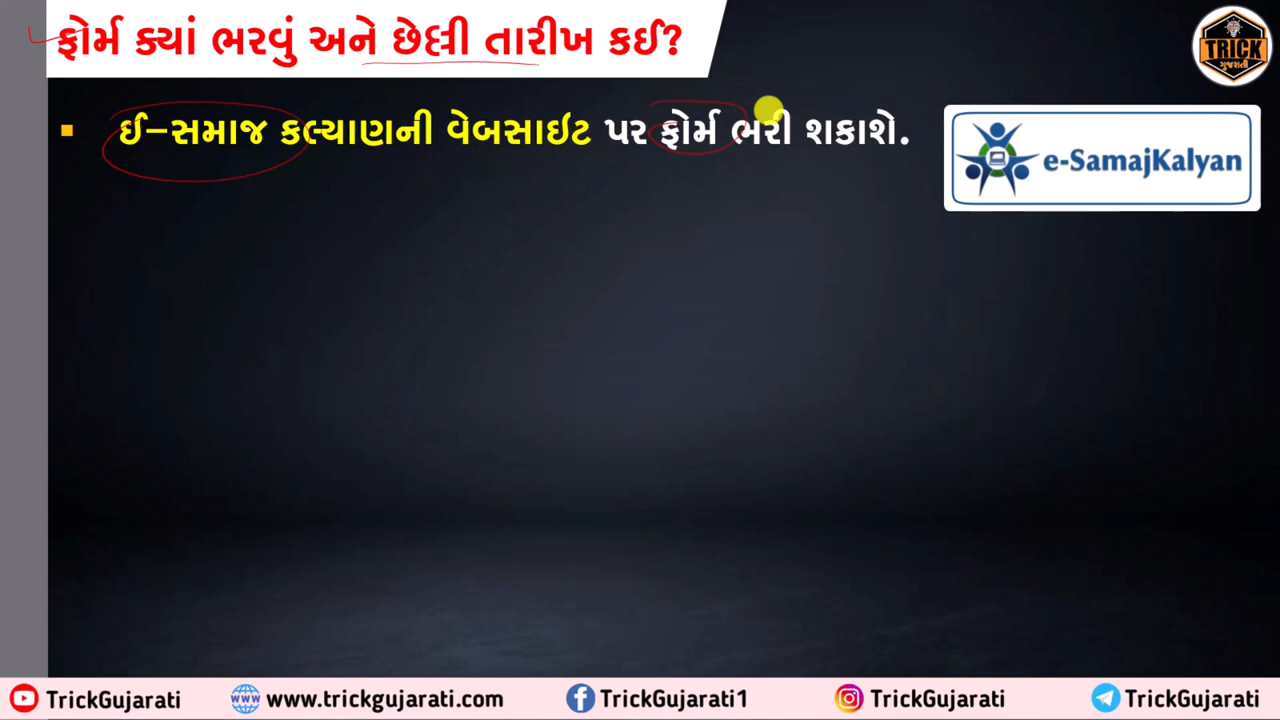 ફોર્મ ક્યાં ભરવું અને છેલ્લી તારીખ કઈ?
TRICK
ગુજરાતી
ઈ-સમાજ કલ્યાણની વેબસાઇટ પર ફોર્મ ભરી શકાશે.
e-SamajKalyan
TrickGujarati
www.trickgujarati.com
TrickGujarati1
TrickGujarati
TrickGujarati